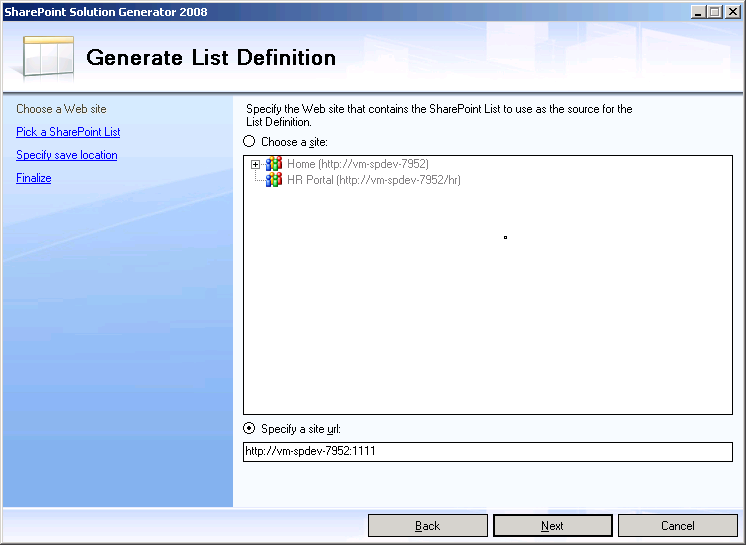 SharePoint Solution Generator 2008
Generate List Definition
Choose a Web site
Pick a SharePoint List
Specify save location
Finalize
Specify the Web site that contains the SharePoint List to use as the source for the
List Definition.
Choose a site:
Home (http://vm-spdev-7952)
HR Portal (http://vm-spdev-7952/hr)
Specify a site url:
http://vm-spdev-7952:1111
Back
Next
Cancel